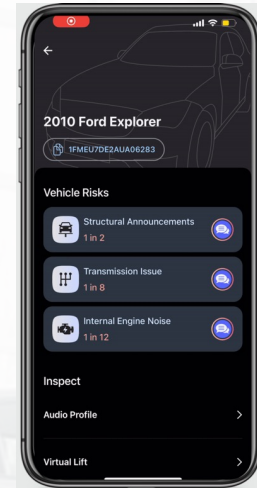 2010 Ford Explorer
1FMEU7DE2AUA06283
Vehicle Risks
Structural Announcements
1 in 2
Transmission Issue
1 in 8
Internal Engine Noise
1 in 12
Inspect
Audio Profile
Virtual Lift